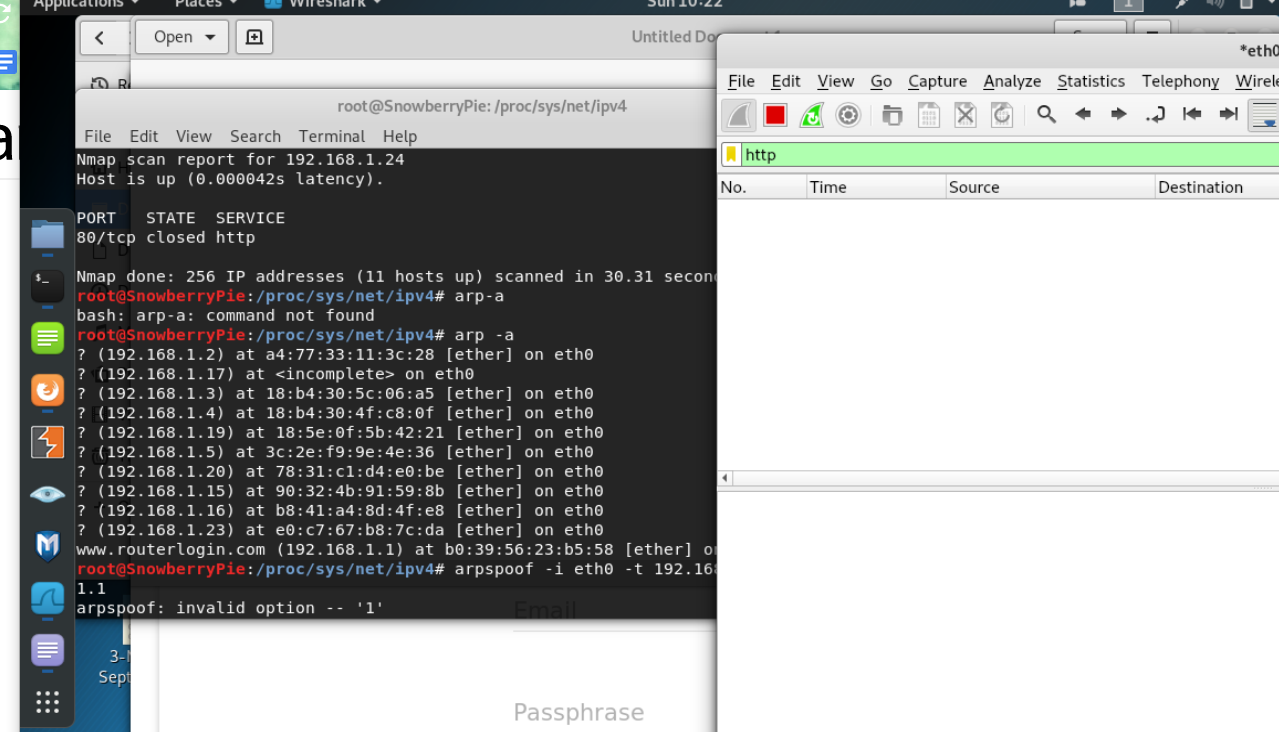 Applications Places Wireshark Sun 10:22
Open Untitled Do
root@SnowberryPie: /proc/sys/net/ipv4
File Edit View Search Terminal Help
Nmap scan report for 192.168.1.24
Host is up (0.000042s latency).
PORT STATE SERVICE
80/tcp closed http
Nmap done: 256 IP addresses (11 hosts up) scanned in 30.31 secon
root@SnowberryPie:/proc/sys/net/ipv4# arp-a
bash: arp-a: command not found
root@SnowberryPie:/proc/sys/net/ipv4# arp -a
? (192.168.1.2) at a4:77:33:11:3c:28 [ether] on eth0
? (192.168.1.17) at <incomplete> on eth0
? (192.168.1.3) at 18:b4:30:5c:06:a5 [ether] on eth0
? (192.168.1.4) at 18:b4:30:4f:c8:0f [ether] on eth0
? (192.168.1.19) at 18:5e:0f:5b:42:21 [ether] on eth0
? (192.168.1.5) at 3c:2e:f9:9e:4e:36 [ether] on eth0
? (192.168.1.20) at 78:31:c1:d4:e0:be [ether] on eth0
? (192.168.1.15) at 90:32:4b:91:59:8b [ether] on eth0
? (192.168.1.16) at b8:41:a4:8d:4f:e8 [ether] on eth0
? (192.168.1.23) at e0:c7:67:b8:7c:da [ether] on eth0
www.routerlogin.com (192.168.1.1) at b0:39:56:23:b5:58 [ether] o
root@SnowberryPie:/proc/sys/net/ipv4# arpspoof -i eth0 -t 192.168
1.1
arpspoof: invalid option -- '1'
Email
Passphrase
3-
Sept
*eth0
File Edit View Go Capture Analyze Statistics Telephony Wirele
http
No. Time Source Destination